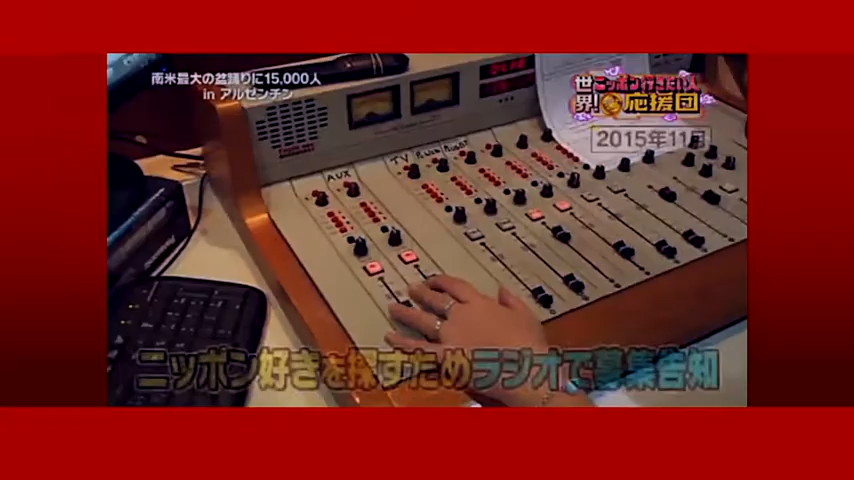 南米最大の盆踊りに15,000人
in アルゼンチン
世界!ニッポン行きたい人応援団
2015年11月
AUX
TV
ニッポン好きを探すためラジオで募集告知